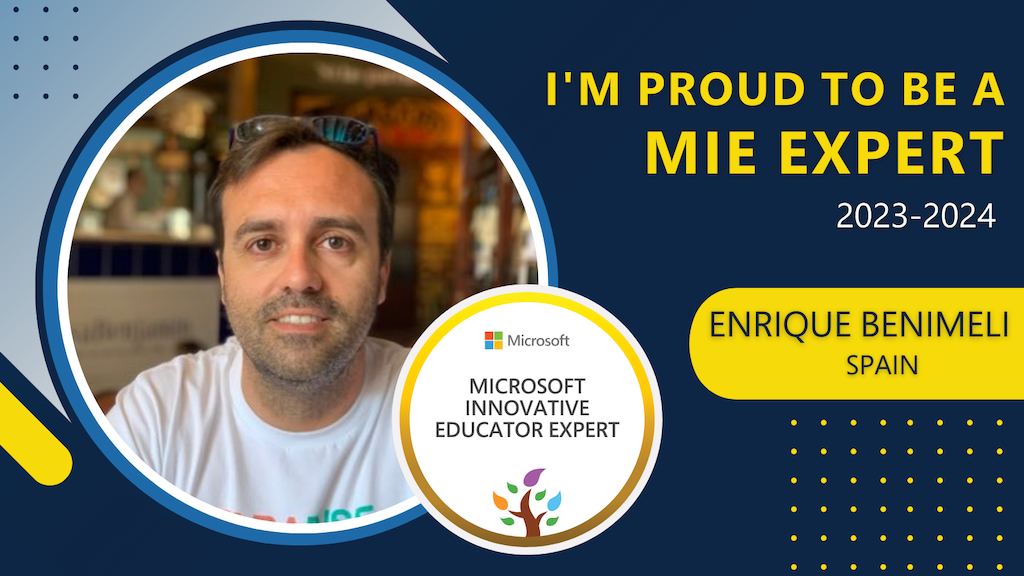 I'M PROUD TO BE A
MIE EXPERT
2023-2024
ENRIQUE BENIMELI
SPAIN
Microsoft
MICROSOFT
INNOVATIVE
EDUCATOR EXPERT